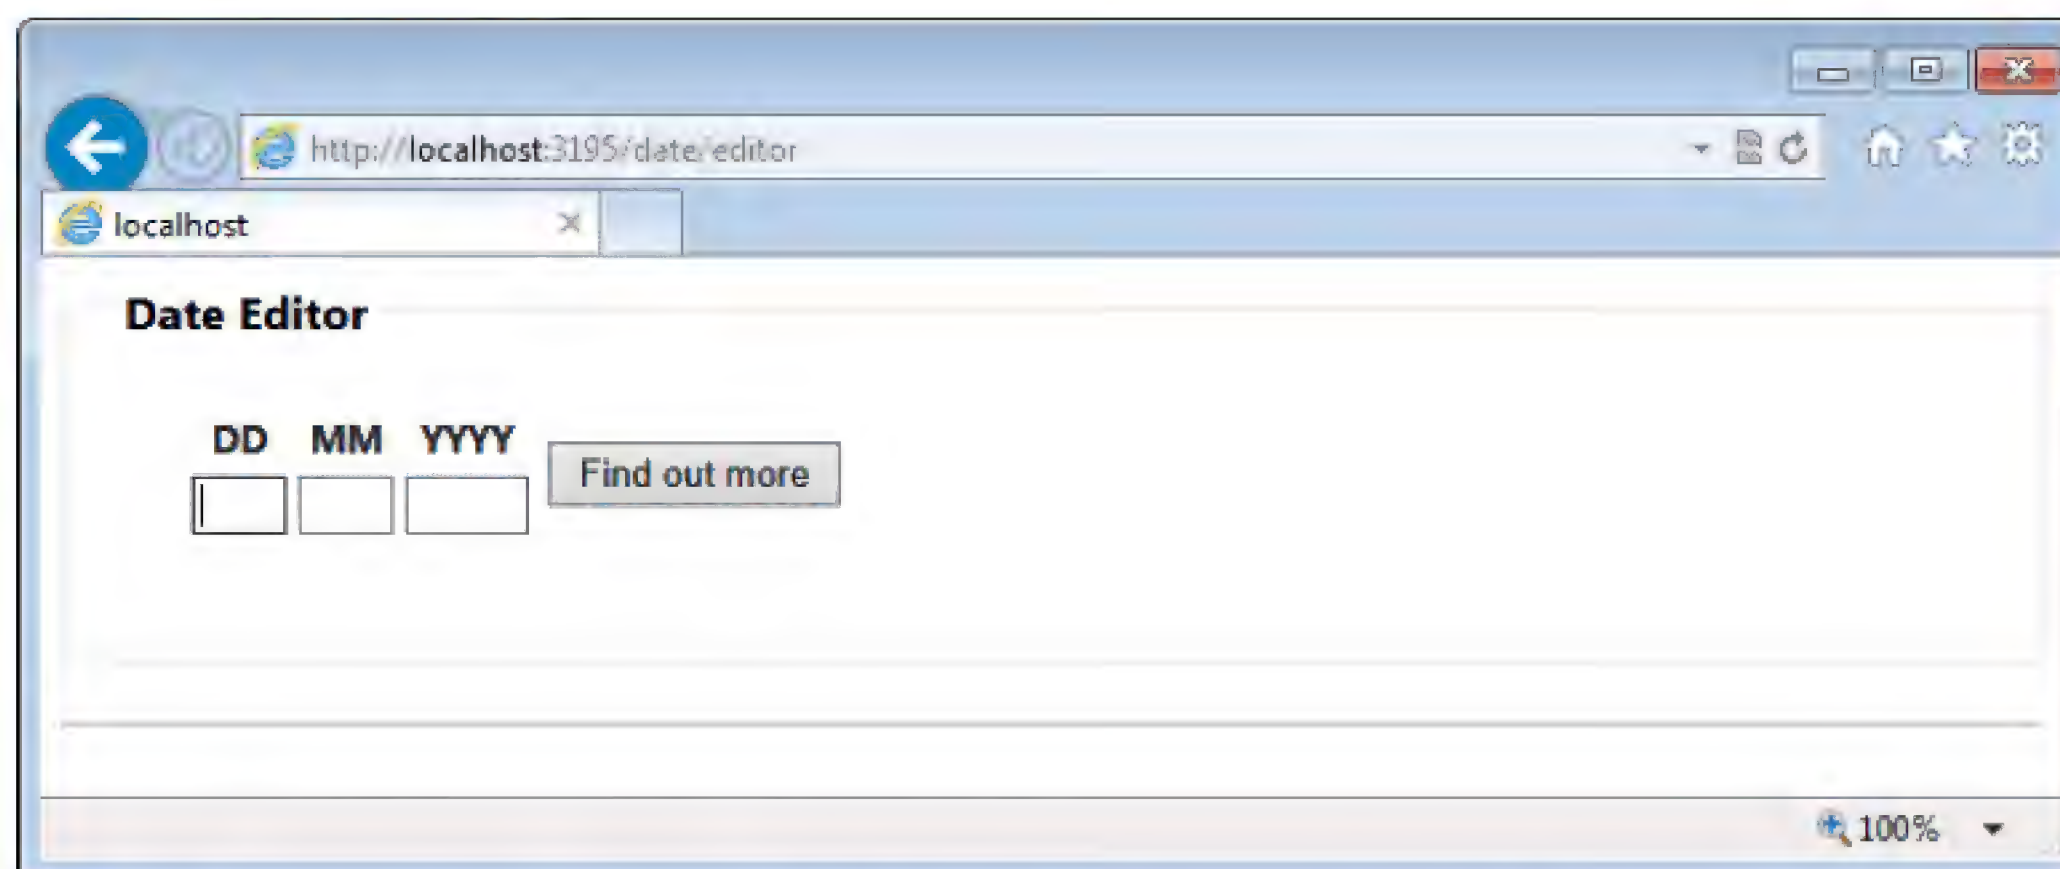 http://localhost:3195/date/editor
localhost
Date Editor
DD MM YYYY
Find out more
100%